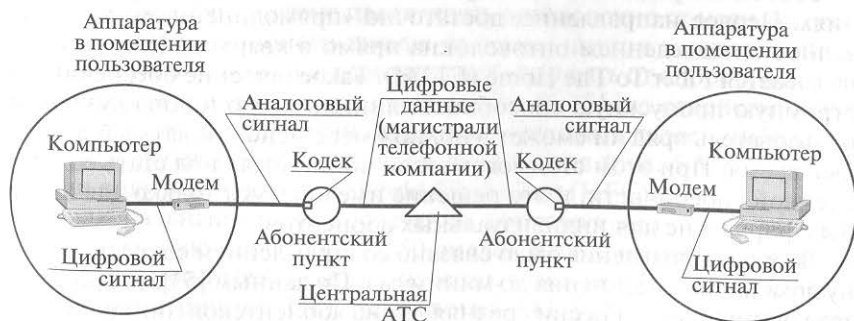 Аппаратура
в помещении
пользователя
Аппаратура
в помещении
пользователя
Аналоговый
сигнал
Цифровые
данные
(магистрали
телефонной
компании)
Аналоговый
сигнал
Компьютер
Модем
Кодек
Кодек
Модем
Компьютер
Цифровой
сигнал
Абонентский
пункт
Абонентский
пункт
Цифровой
сигнал
Центральная
АТС